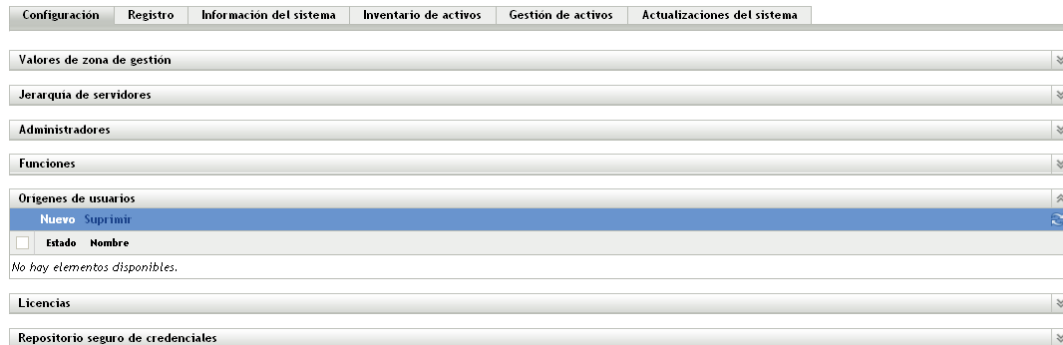 Configuración Registro Información del sistema Inventario de activos Gestión de activos Actualizaciones del sistema
Valores de zona de gestión
Jerarquía de servidores
Administradores
Funciones
Orígenes de usuarios
Nuevo Suprimir
Estado Nombre
No hay elementos disponibles.
Licencias
Repositorio seguro de credenciales